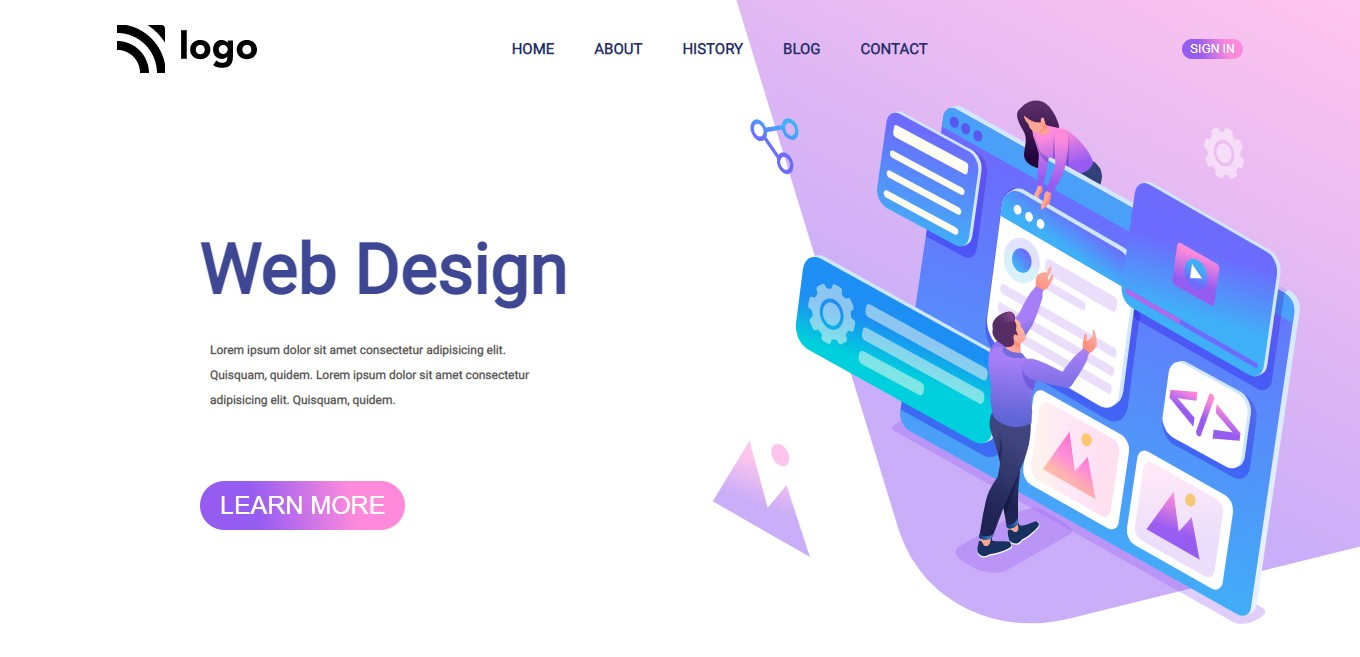 logo
HOME ABOUT HISTORY BLOG CONTACT
SIGN IN
Web Design
Lorem ipsum dolor sit amet consectetur adipisicing elit.
Quisquam, quidem. Lorem ipsum dolor sit amet consectetur
adipisicing elit. Quisquam, quidem.
LEARN MORE
</>